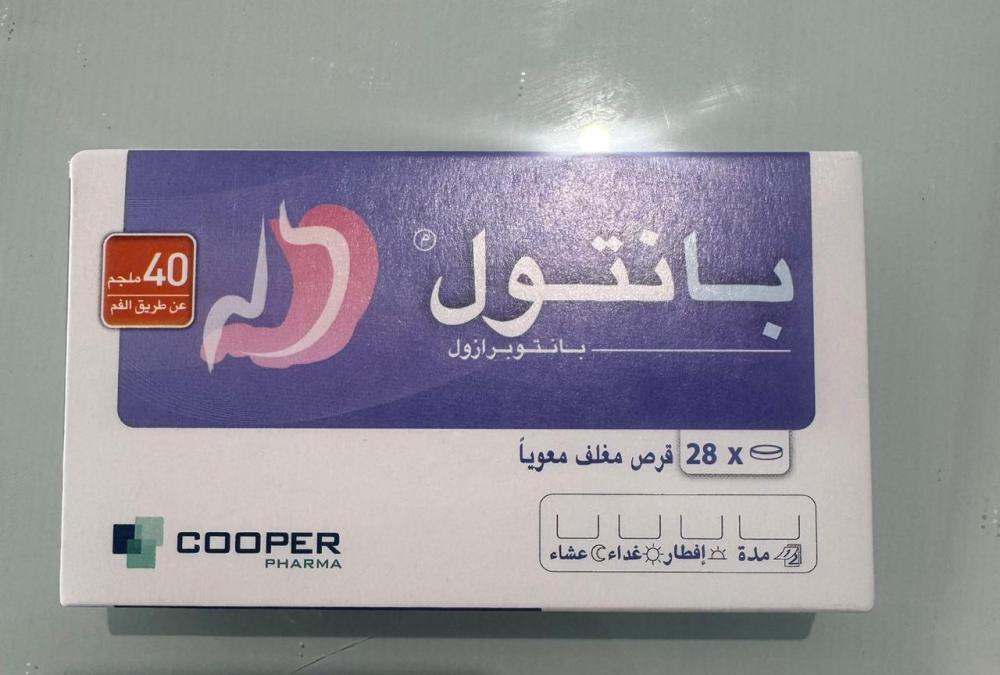 بانتول م
بانتوبرازول
40 ملجم
عن طريق الفم
28 x قرص مغلف معوياً
مدة إفطار غداء عشاء
COOPER
PHARMA